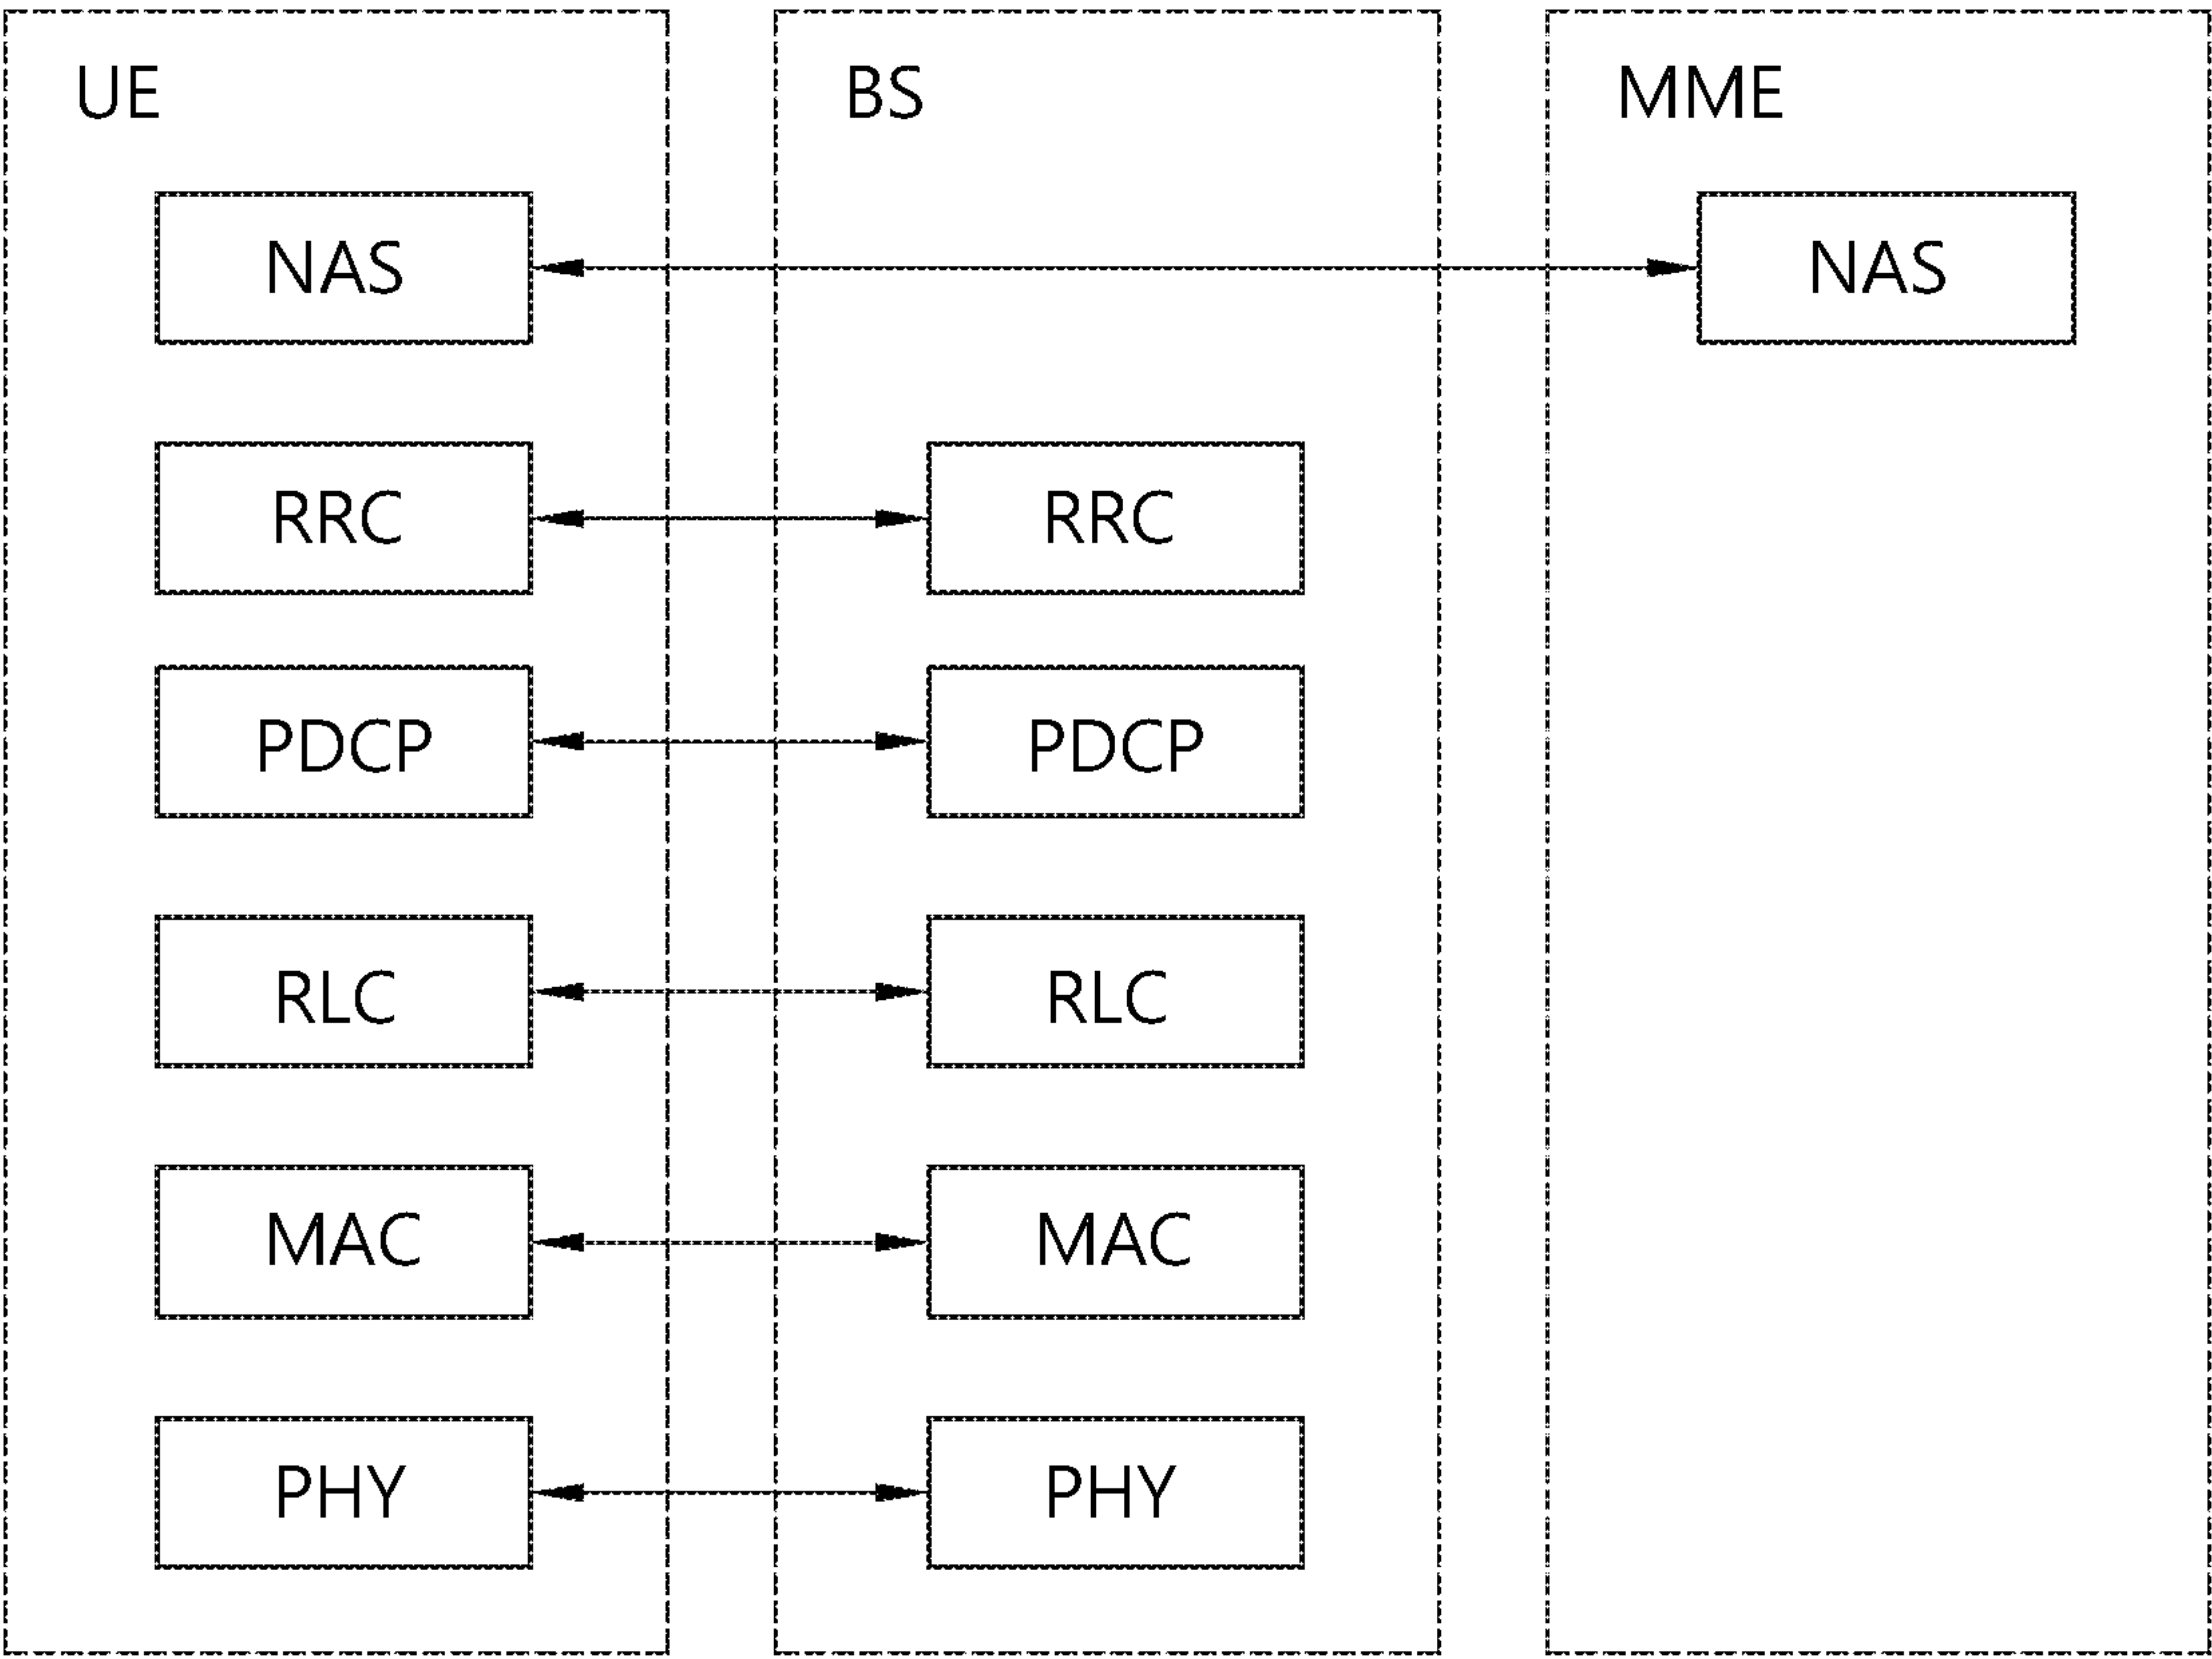 UE BS MME
NAS NAS
RRC RRC
PDCP PDCP
RLC RLC
MAC MAC
PHY PHY